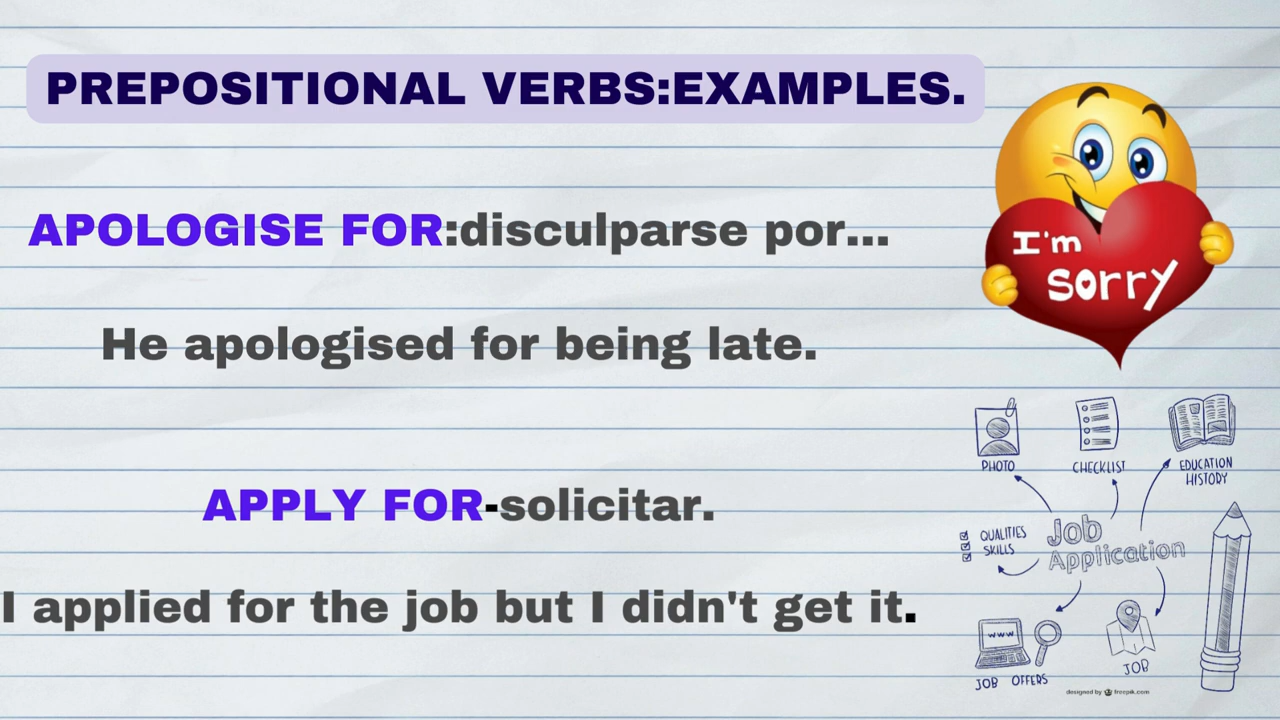 PREPOSITIONAL VERBS:EXAMPLES.
APOLOGISE FOR:disculparse por...
He apologised for being late.
APPLY FOR-solicitar.
I applied for the job but I didn't get it.
I'm
sorry
PHOTO
CHECKLIST
EDUCATION
HISTORY
QUALITIES
SKILLS
Job
Application
www
JOB OFFERS
JOB
designed by freepik.com